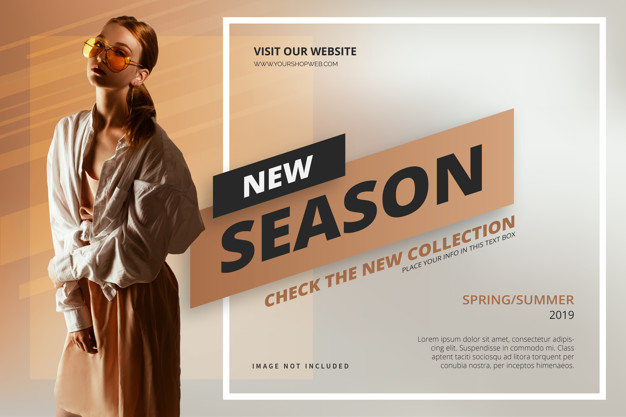 VISIT OUR WEBSITE
WWW.YOURSHOPWEB.COM
NEW
SEASON
CHECK THE NEW COLLECTION
PLACE YOUR INFO IN THIS TEXT BOX
SPRING/SUMMER
2019
Lorem ipsum dolor sit amet, consectetur adipis-
cing elit. Suspendisse in commodo mi. Class
aptent taciti sociosqu ad litora torquent per
conubia nostra, per inceptos himenaeos.
IMAGE NOT INCLUDED